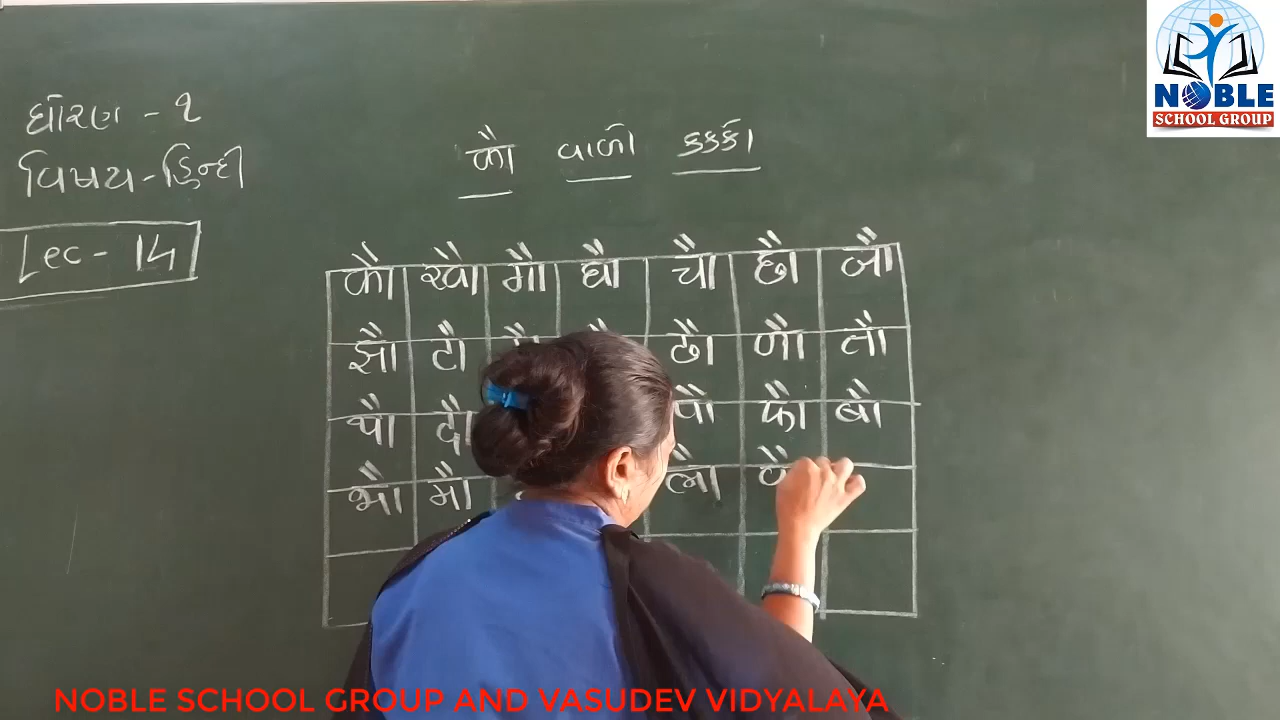 NOBLE
SCHOOL GROUP
ધોરણ - ૧
વિષય - હિન્દી
Lec - 14
कौ વાળી કક્કો
कौ खौ गौ घौ चौ छौ जौ
झौ टौ ढौ णौ तौ
थौ दौ पौ फौ बौ
भौ मौ लौ
NOBLE SCHOOL GROUP AND VASUDEV VIDYALAYA